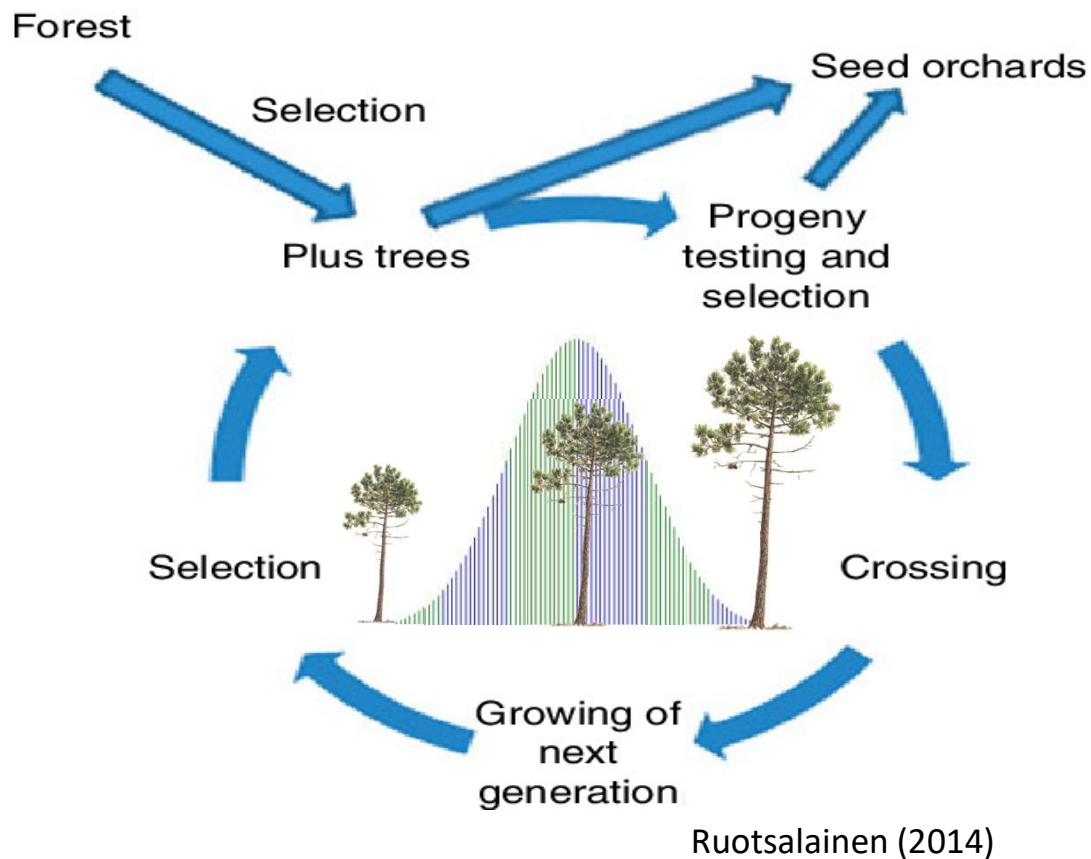 Forest
Seed orchards
Selection
Plus trees
Progeny
testing and
selection
Selection
Crossing
Growing of
next
generation
Ruotsalainen (2014)